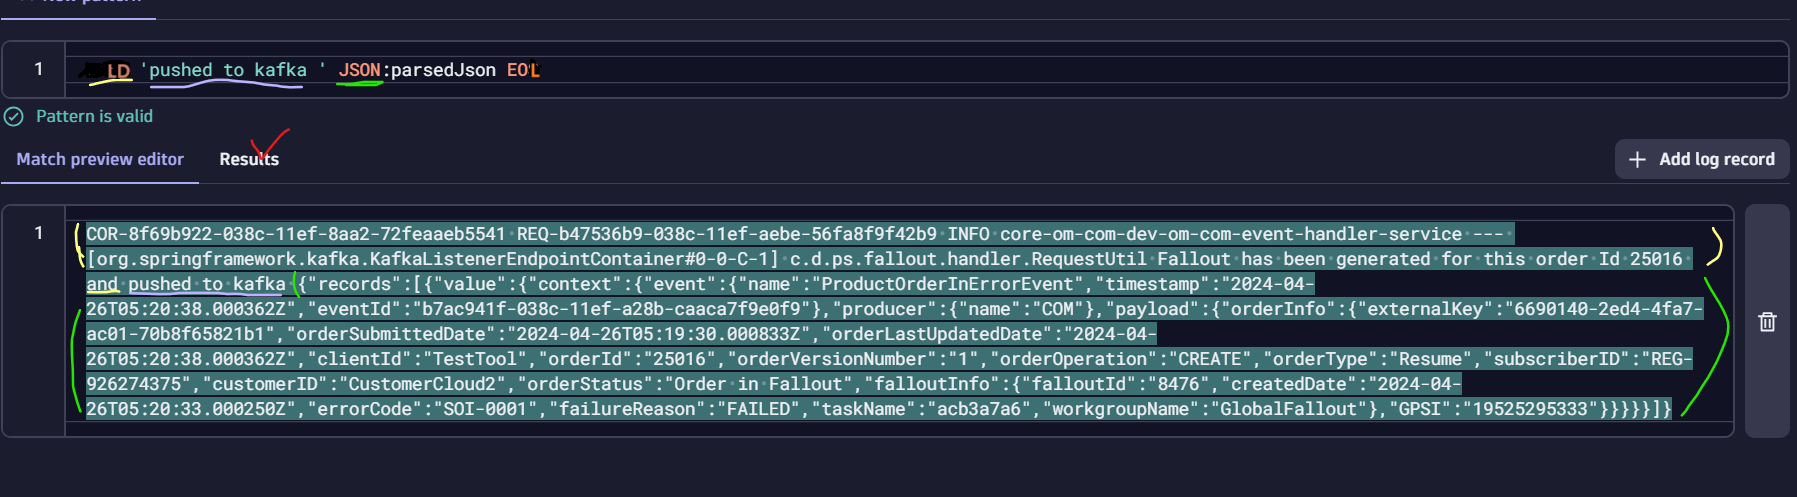 New pattern
1
LD 'pushed to kafka ' JSON:parsedJson EOL
Pattern is valid
Match preview editor Results
Add log record
1
COR-8f69b922-038c-11ef-8aa2-72feaaeb5541 REQ-b47536b9-038c-11ef-aebe-56fa8f9f42b9 INFO core-om-com-dev-om-com-event-handler-service ---
[org.springframework.kafka.KafkaListenerEndpointContainer#0-0-C-1] c.d.ps.fallout.handler.RequestUtil Fallout has been generated for this order Id 25016
and pushed to kafka {"records":[{"value":{"context":{"event":{"name":"ProductOrderInErrorEvent","timestamp":"2024-04-
26T05:20:38.000362Z","eventId":"b7ac941f-038c-11ef-a28b-caaca7f9e0f9"},"producer":{"name":"COM"},"payload":{"orderInfo":{"externalKey":"6690140-2ed4-4fa7-
ac01-70b8f65821b1","orderSubmittedDate":"2024-04-26T05:19:30.000833Z","orderLastUpdatedDate":"2024-04-
26T05:20:38.000362Z","clientId":"TestTool","orderId":"25016","orderVersionNumber":"1","orderOperation":"CREATE","orderType":"Resume","subscriberID":"REG-
926274375","customerID":"CustomerCloud2","orderStatus":"Order in Fallout","falloutInfo":{"falloutId":"8476","createdDate":"2024-04-
26T05:20:33.000250Z","errorCode":"SOI-0001","failureReason":"FAILED","taskName":"acb3a7a6","workgroupName":"GlobalFallout"},"GPSI":"19525295333"}}}}}]}